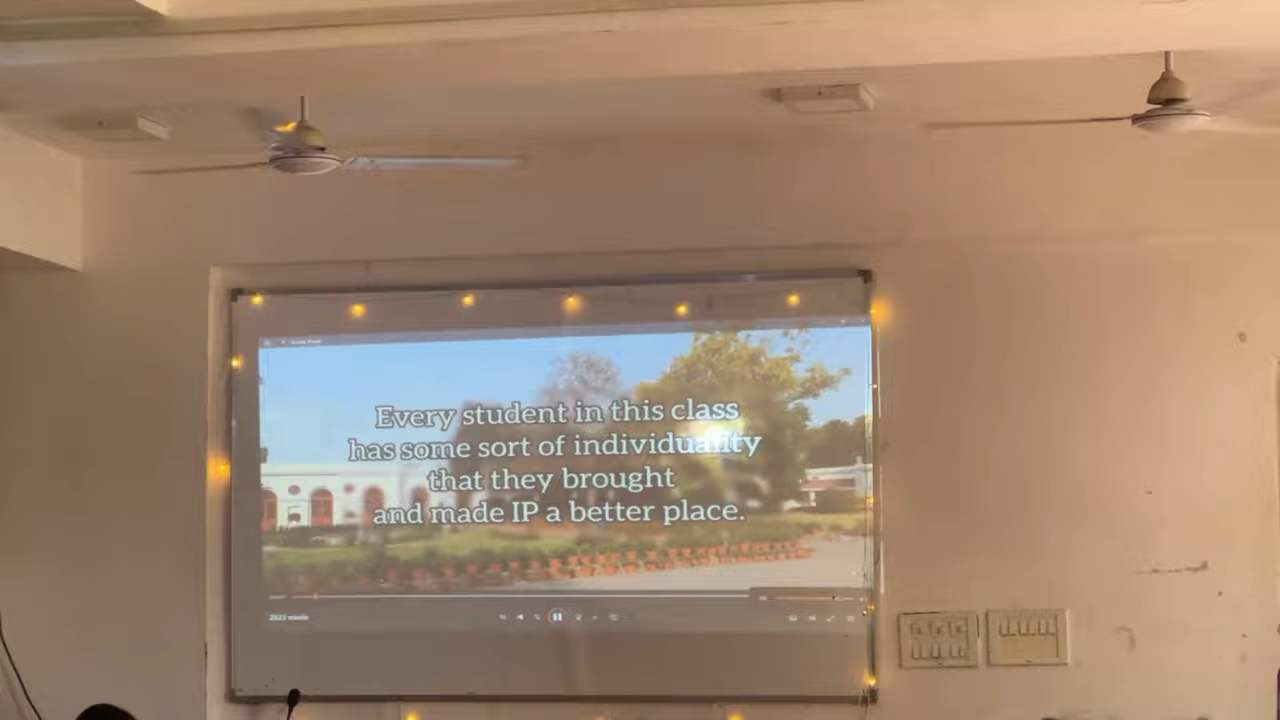 Every student in this class
has some sort of individuality
that they brought
and made IP a better place.
2023 movie